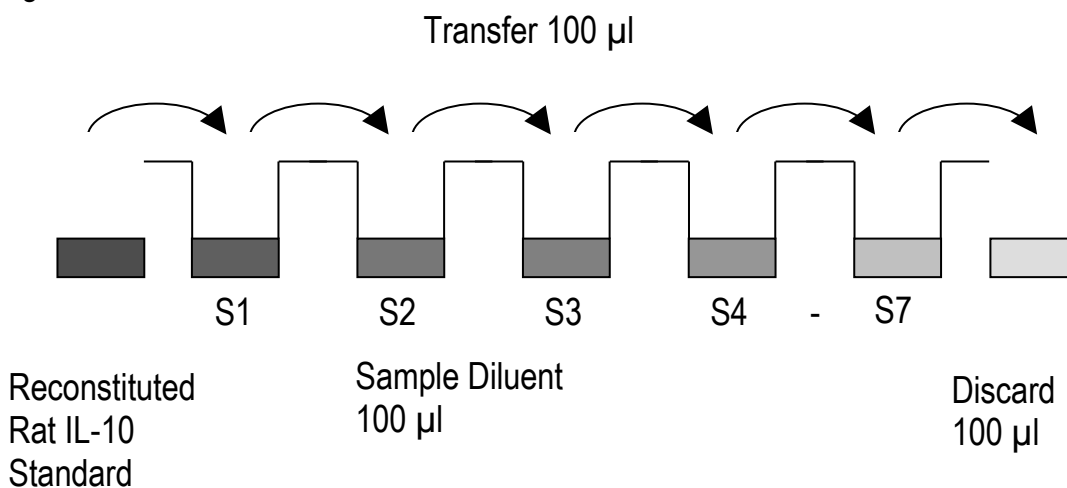 Transfer 100 µl
S1 S2 S3 S4 - S7
Reconstituted
Rat IL-10
Standard
Sample Diluent
100 µl
Discard
100 µl